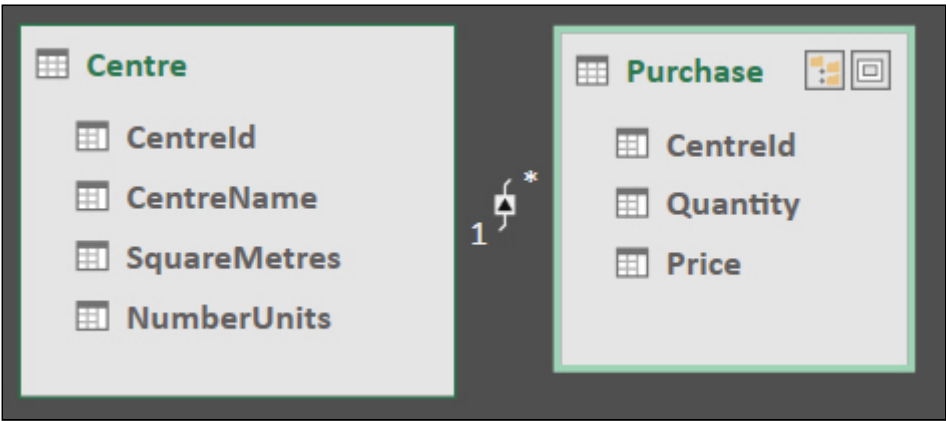 Centre
CentreId
CentreName
SquareMetres
NumberUnits
1
*
Purchase
CentreId
Quantity
Price